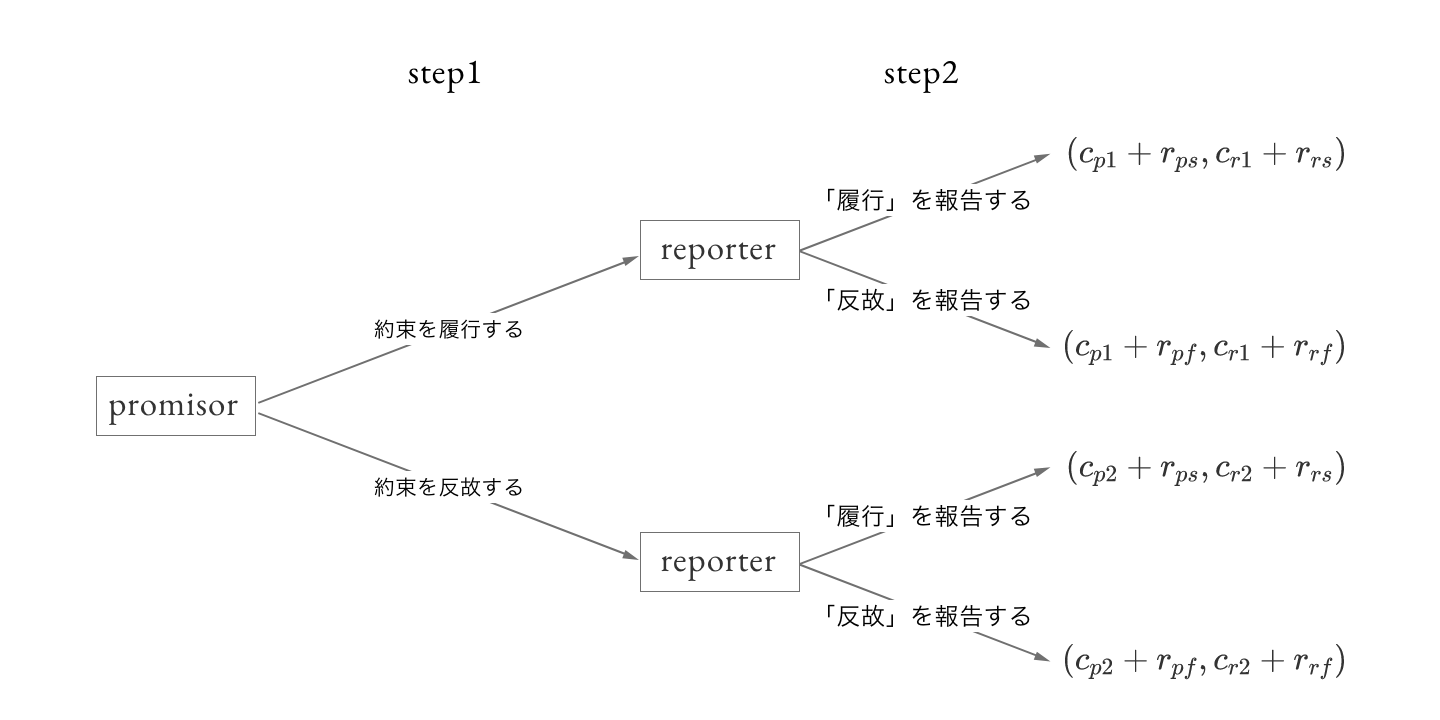 step1
step2
(c_{p1} + r_{ps}, c_{r1} + r_{rs})
「履行」を報告する
reporter
「反故」を報告する
約束を履行する
(c_{p1} + r_{pf}, c_{r1} + r_{rf})
promisor
(c_{p2} + r_{ps}, c_{r2} + r_{rs})
約束を反故する
「履行」を報告する
reporter
「反故」を報告する
(c_{p2} + r_{pf}, c_{r2} + r_{rf})